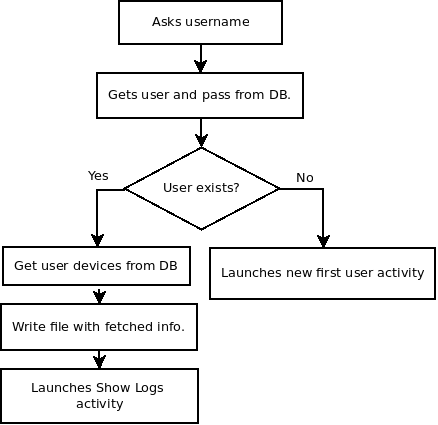 Asks username
Gets user and pass from DB.
User exists?
Yes
No
Get user devices from DB
Launches new first user activity
Write file with fetched info.
Launches Show Logs
activity